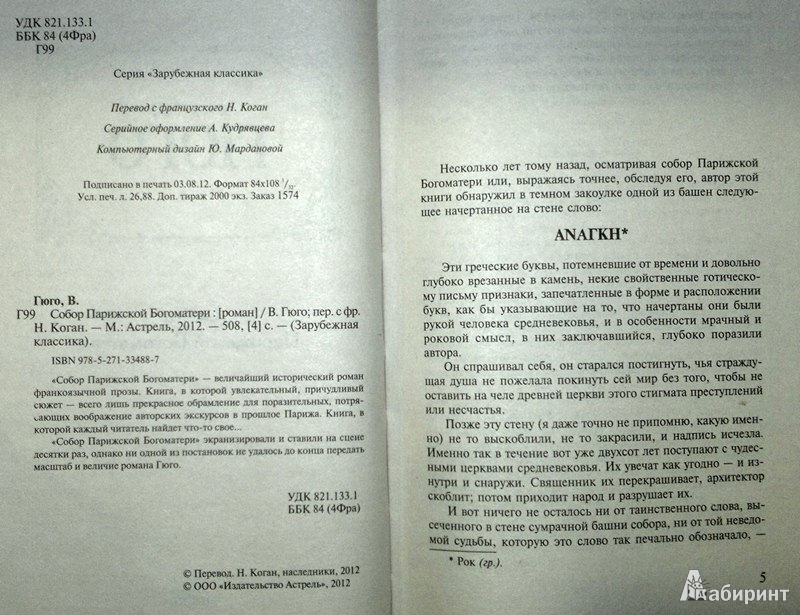 УДК 821.133.1
ББК 84 (4Фра)
Г99
Серия «Зарубежная классика»
Перевод с французского Н. Коган
Серийное оформление А. Кудрявцева
Компьютерный дизайн Ю. Мардановой
Подписано в печать 03.08.12. Формат 84x108 1/32.
Усл. печ. л. 26,88. Доп. тираж 2000 экз. Заказ 1574
Гюго, В.
Г99 Собор Парижской Богоматери : [роман] / В. Гюго; пер. с фр.
Н. Коган. — М.: Астрель, 2012. — 508, [4] с. — (Зарубежная
классика).
ISBN 978-5-271-33488-7
«Собор Парижской Богоматери» — величайший исторический роман
франкоязычной прозы. Книга, в которой увлекательный, причудливый
сюжет — всего лишь прекрасное обрамление для поразительных, потря-
сающих воображение авторских экскурсов в прошлое Парижа. Книга, в
которой каждый читатель найдет что-то свое...
«Собор Парижской Богоматери» экранизировали и ставили на сцене
десятки раз, однако ни одной из постановок не удалось до конца передать
масштаб и величие романа Гюго.
УДК 821.133.1
ББК 84 (4Фра)
© Перевод. Н. Коган, наследники, 2012
© ООО «Издательство Астрель», 2012
Несколько лет тому назад, осматривая собор Парижской
Богоматери или, выражаясь точнее, обследуя его, автор этой
книги обнаружил в темном закоулке одной из башен следую-
щее начертанное на стене слово:
ΑΝΑΓΚΗ*
Эти греческие буквы, потемневшие от времени и довольно
глубоко врезанные в камень, некие свойственные готическо-
му письму признаки, запечатленные в форме и расположении
букв, как бы указывающие на то, что начертаны они были
рукой человека средневековья, и в особенности мрачный и
роковой смысл, в них заключавшийся, глубоко поразили
автора.
Он спрашивал себя, он старался постигнуть, чья страждущ-
ая душа не пожелала покинуть сей мир без того, чтобы не
оставить на челе древней церкви этого стигмата преступлений
или несчастья.
Позже эту стену (я даже точно не припомню, какую имен-
но) не то выскоблили, не то закрасили, и надпись исчезла.
Именно так в течение вот уже двухсот лет поступают с чудес-
ными церквами средневековья. Их увечат как угодно — и из-
нутри и снаружи. Священник их перекрашивает, архитектор
скоблит; потом приходит народ и разрушает их.
И вот ничего не осталось ни от таинственного слова, вы-
сеченного в стене сумрачной башни собора, ни от той неведо-
мой судьбы, которую это слово так печально обозначало, —
* Рок (гр.).
5
Лабиринт